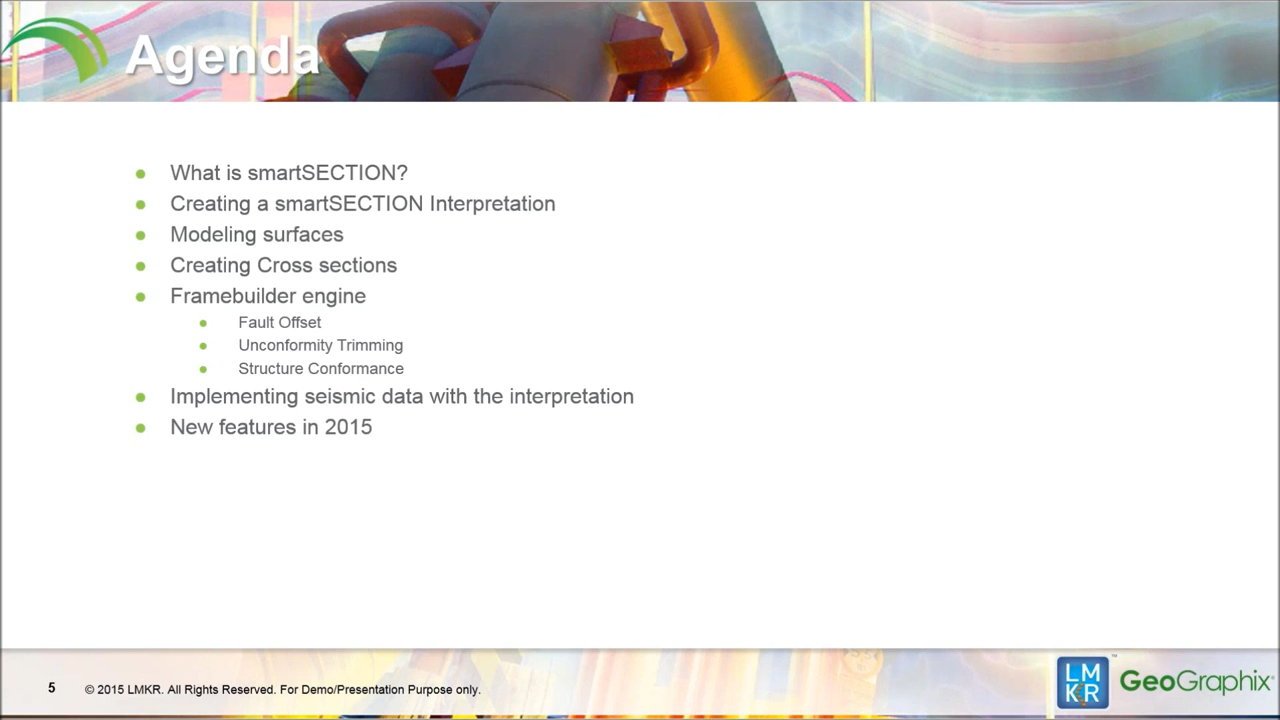 Agenda
What is smartSECTION?
Creating a smartSECTION Interpretation
Modeling surfaces
Creating Cross sections
Framebuilder engine
Fault Offset
Unconformity Trimming
Structure Conformance
Implementing seismic data with the interpretation
New features in 2015
5 © 2015 LMKR. All Rights Reserved. For Demo/Presentation Purpose only.
LM
KR ™
GeoGraphix®